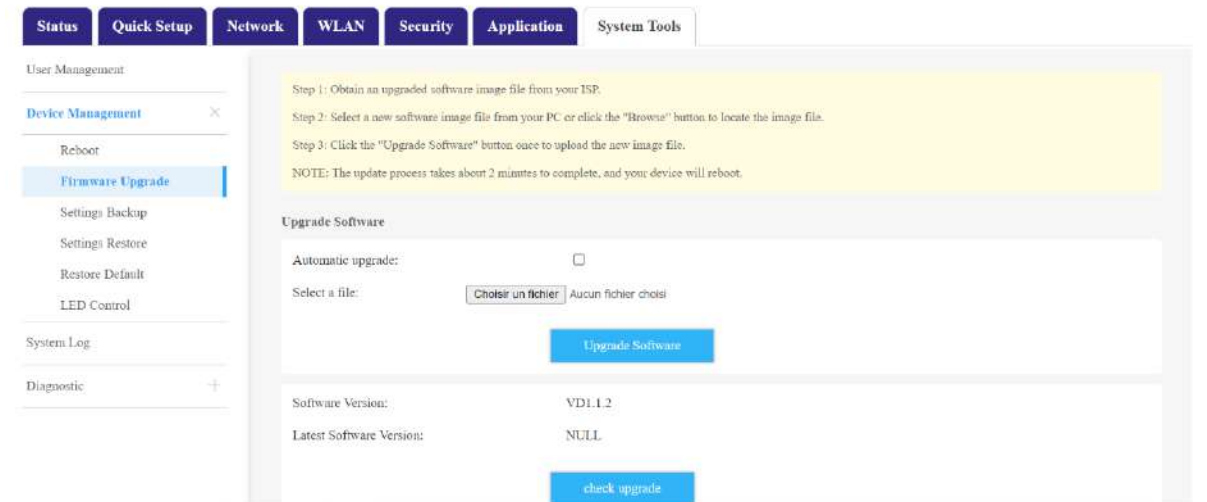 Status Quick Setup Network WLAN Security Application System Tools
User Management
Device Management
Reboot
Firmware Upgrade
Settings Backup
Settings Restore
Restore Default
LED Control
System Log
Diagnostic
Step 1: Obtain an upgraded software image file from your ISP.
Step 2: Select a new software image file from your PC or click the "Browse" button to locate the image file.
Step 3: Click the "Upgrade Software" button once to upload the new image file.
NOTE: The update process takes about 2 minutes to complete, and your device will reboot.
Upgrade Software
Automatic upgrade:
Select a file: Choisir un fichier Aucun fichier choisi
Upgrade Software
Software Version: VD1.1.2
Latest Software Version: NULL
check upgrade